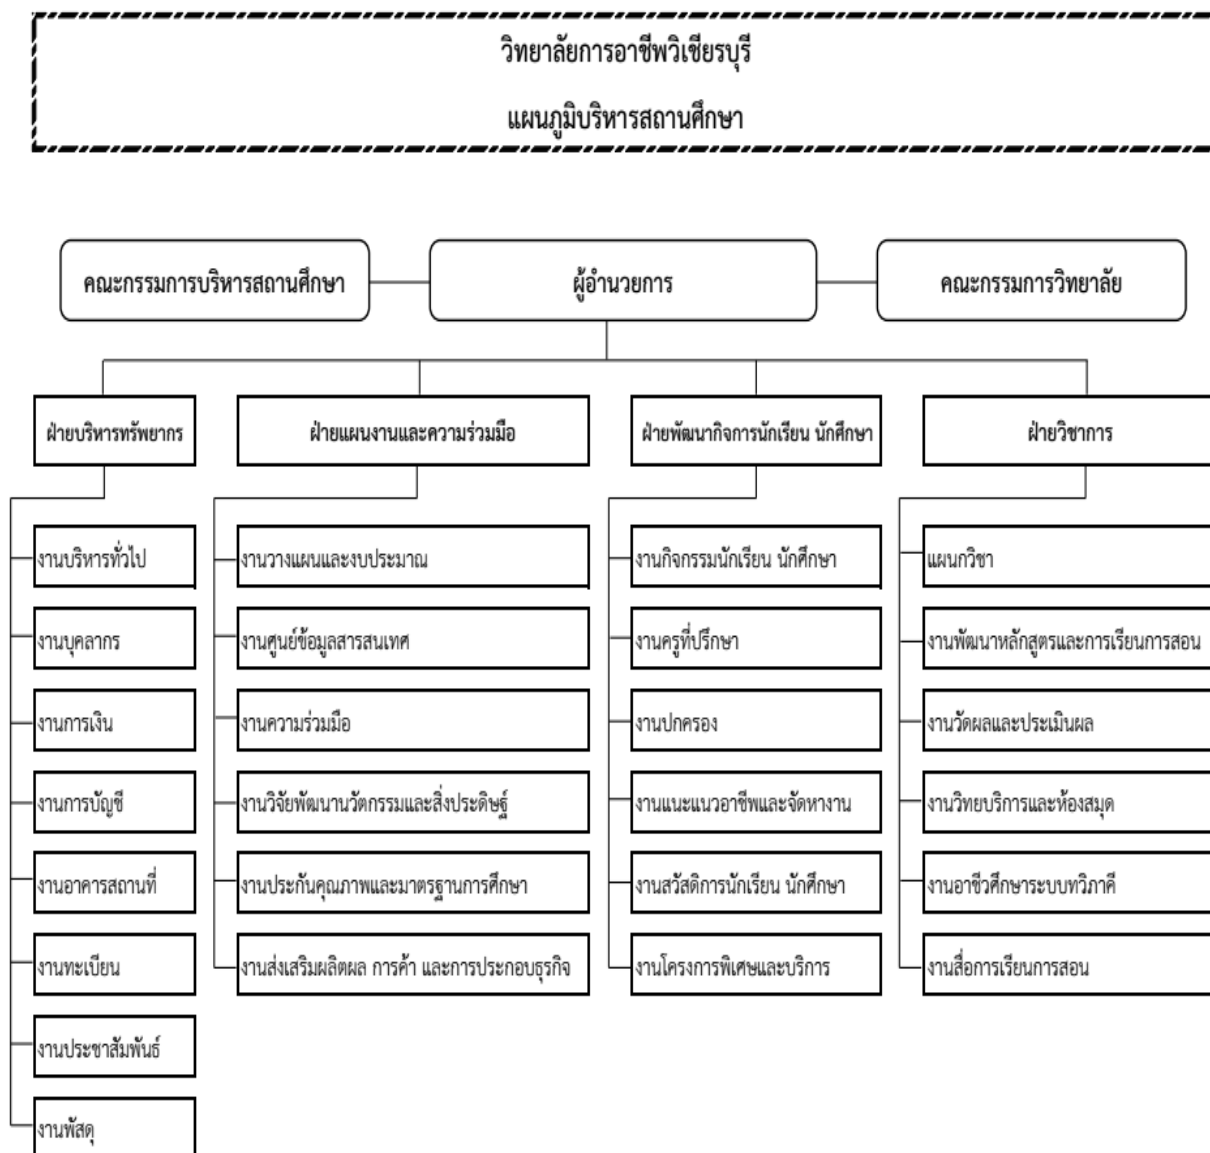 วิทยาลัยการอาชีพวิเชียรบุรี
แผนภูมิบริหารสถานศึกษา
คณะกรรมการบริหารสถานศึกษา
ผู้อำนวยการ
คณะกรรมการวิทยาลัย
ฝ่ายบริหารทรัพยากร
ฝ่ายแผนงานและความร่วมมือ
ฝ่ายพัฒนากิจการนักเรียน นักศึกษา
ฝ่ายวิชาการ
งานบริหารทั่วไป
งานวางแผนและงบประมาณ
งานกิจกรรมนักเรียน นักศึกษา
แผนกวิชา
งานบุคลากร
งานศูนย์ข้อมูลสารสนเทศ
งานครูที่ปรึกษา
งานพัฒนาหลักสูตรและการเรียนการสอน
งานการเงิน
งานความร่วมมือ
งานปกครอง
งานวัดผลและประเมินผล
งานการบัญชี
งานวิจัยพัฒนานวัตกรรมและสิ่งประดิษฐ์
งานแนะแนวอาชีพและจัดหางาน
งานวิทยบริการและห้องสมุด
งานอาคารสถานที่
งานประกันคุณภาพและมาตรฐานการศึกษา
งานสวัสดิการนักเรียน นักศึกษา
งานอาชีวศึกษาระบบทวิภาคี
งานทะเบียน
งานส่งเสริมผลิตผล การค้า และการประกอบธุรกิจ
งานโครงการพิเศษและบริการ
งานสื่อการเรียนการสอน
งานประชาสัมพันธ์
งานพัสดุ